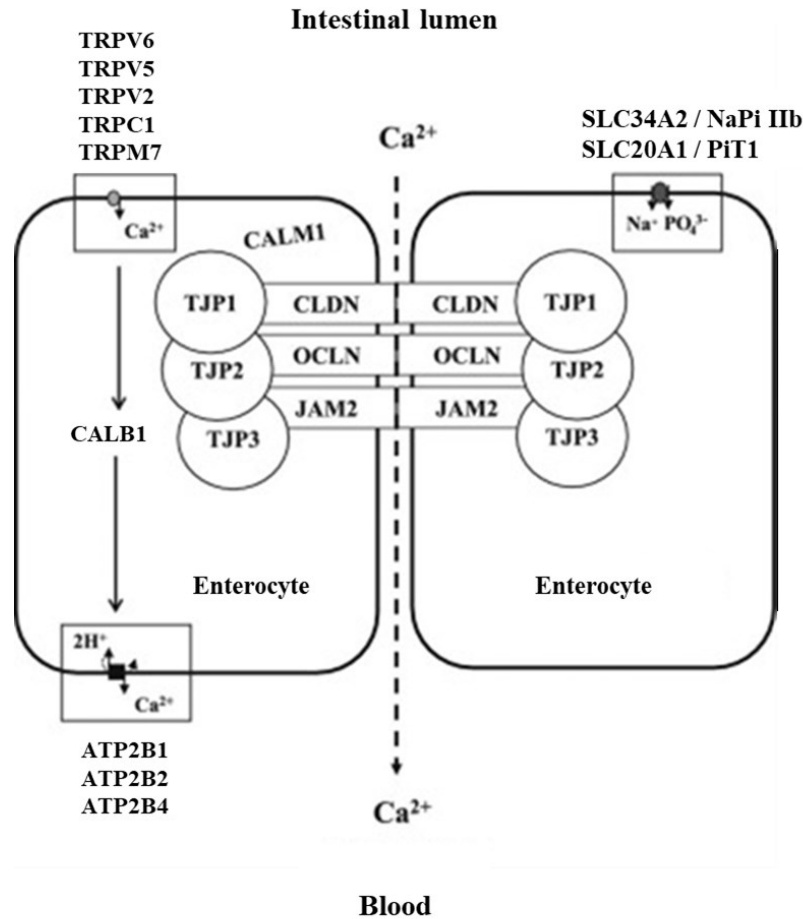 Intestinal lumen
TRPV6
TRPV5
TRPV2
TRPC1
TRPM7
Ca²⁺
SLC34A2 / NaPi IIb
SLC20A1 / PiT1
Ca²⁺
Na⁺ PO₄³⁻
CALM1
TJP1
CLDN
CLDN
TJP1
TJP2
OCLN
OCLN
TJP2
TJP3
JAM2
JAM2
TJP3
CALB1
Enterocyte
Enterocyte
2H⁺
Ca²⁺
ATP2B1
ATP2B2
ATP2B4
Ca²⁺
Blood